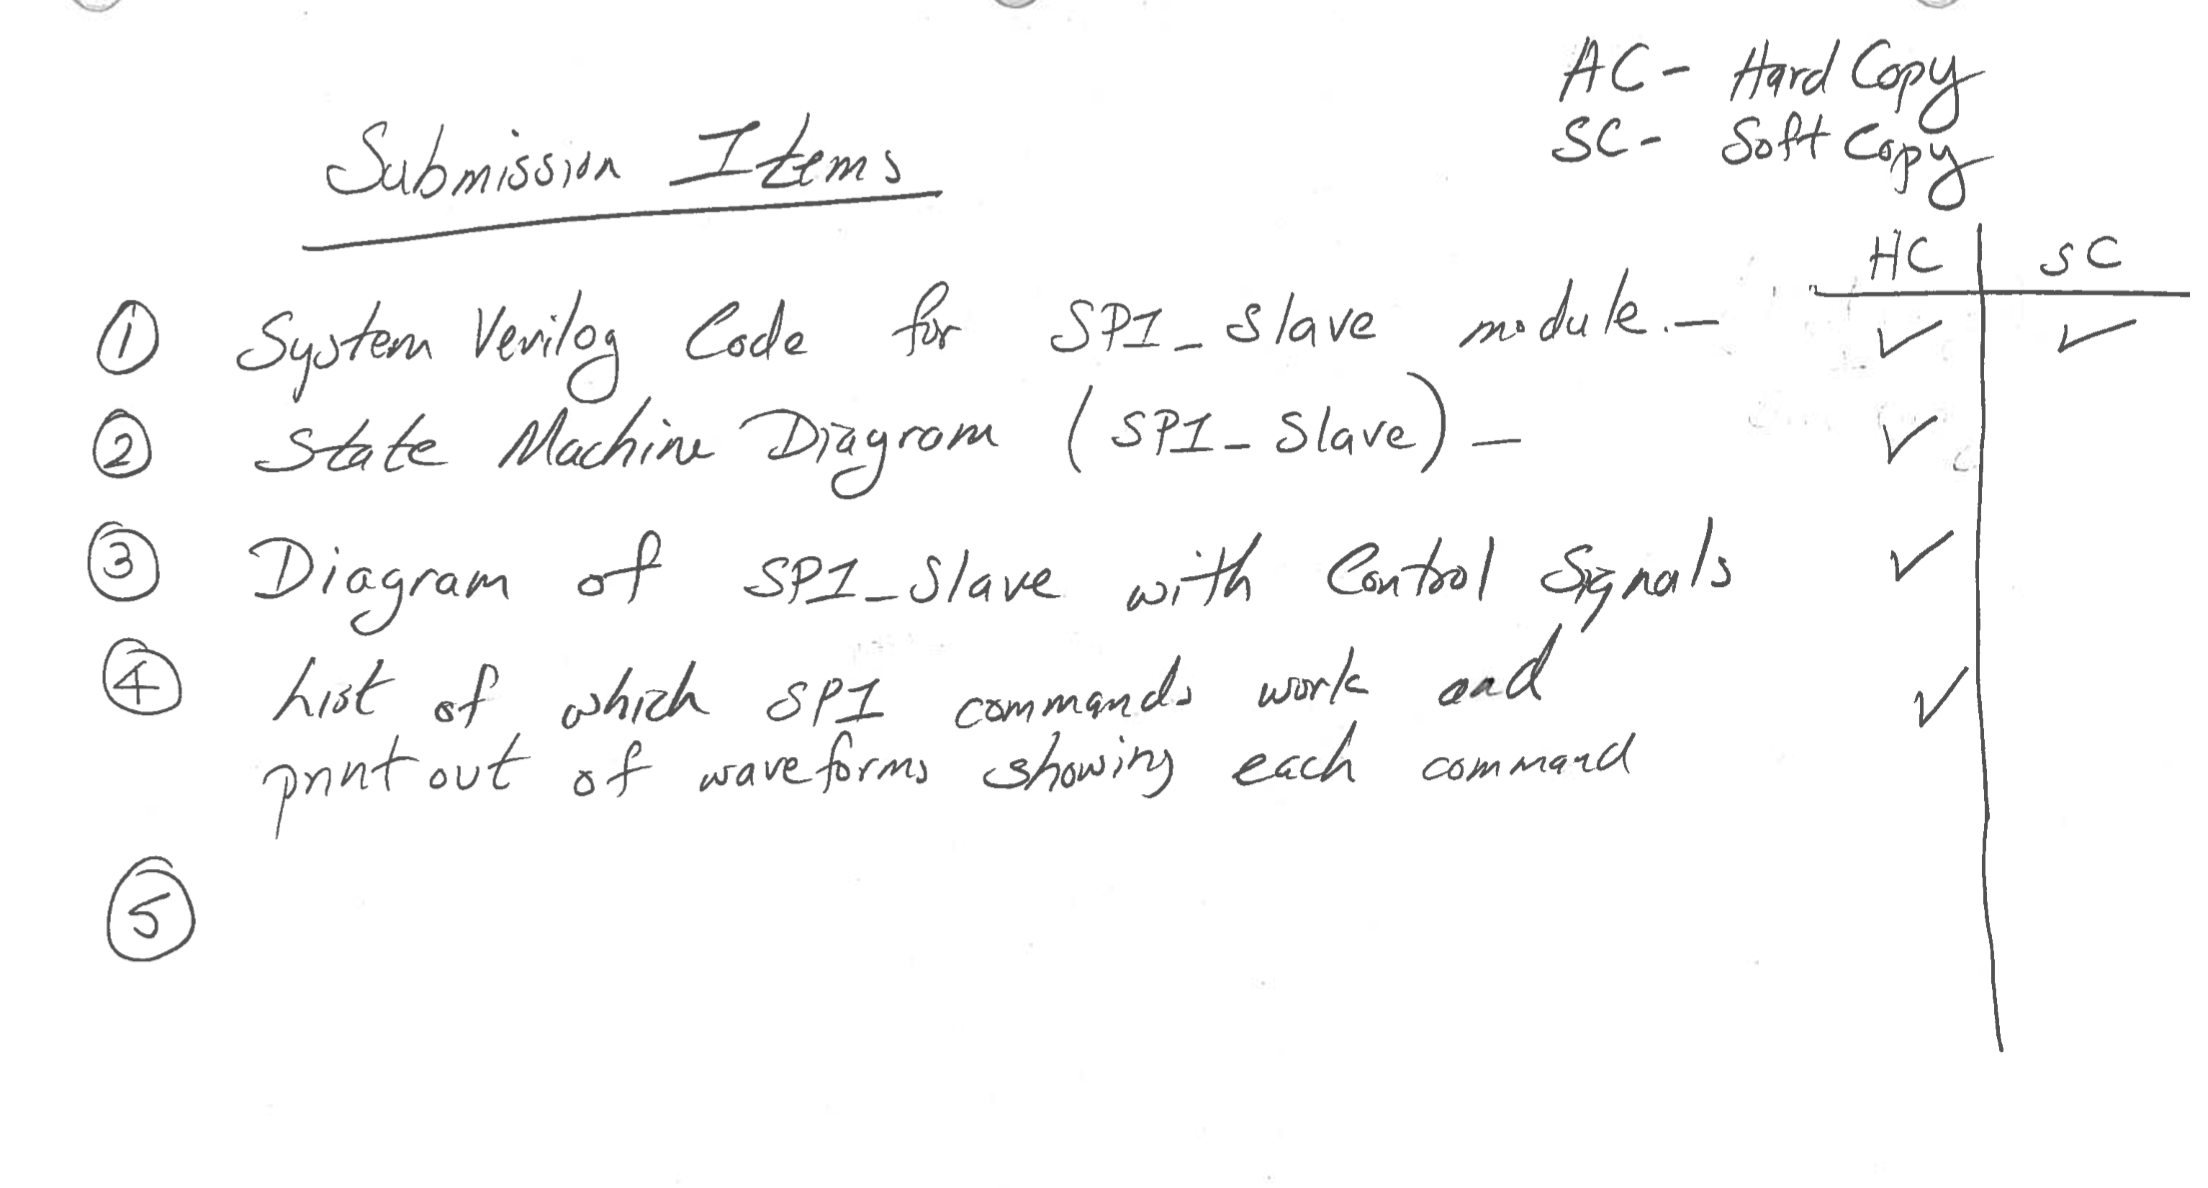 AC - Hard Copy
SC - Soft Copy
Submission Items
HC SC
① System Verilog Code for SPI_Slave module. — ✓ ✓
② State Machine Diagram (SPI_Slave) — ✓
③ Diagram of SPI_Slave with Control Signals ✓
④ List of which SPI commands work and ✓
print out of waveforms showing each command
⑤